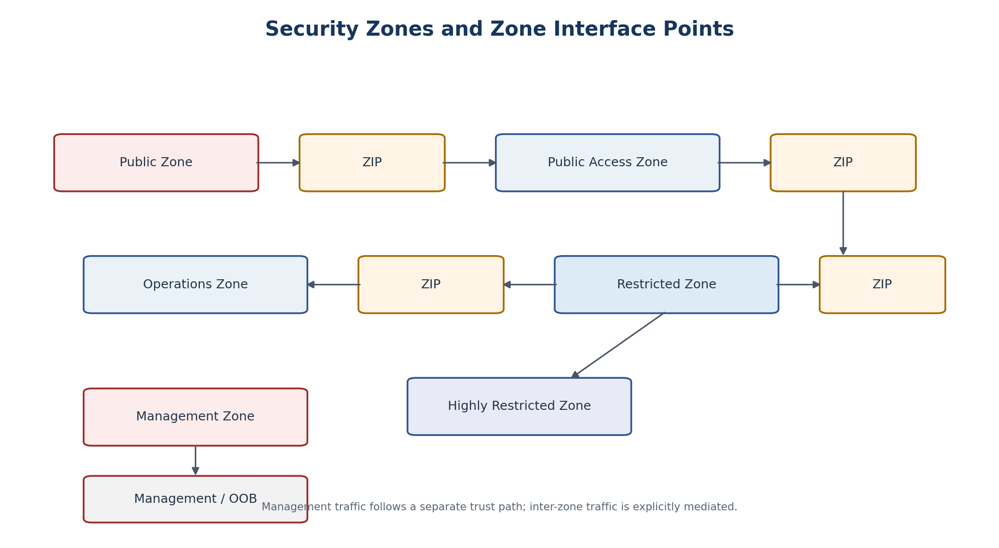 Security Zones and Zone Interface Points
Public Zone
ZIP
Public Access Zone
ZIP
Operations Zone
ZIP
Restricted Zone
ZIP
Highly Restricted Zone
Management Zone
Management / OOB
Management traffic follows a separate trust path; inter-zone traffic is explicitly mediated.